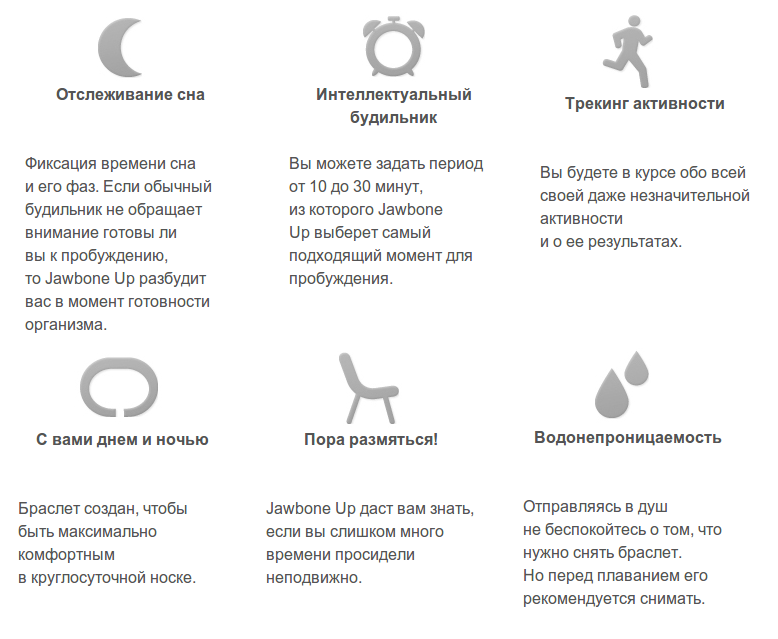 Отслеживание сна
Фиксация времени сна
и его фаз. Если обычный
будильник не обращает
внимание готовы ли
вы к пробуждению,
то Jawbone Up разбудит
вас в момент готовности
организма.
Интеллектуальный
будильник
Вы можете задать период
от 10 до 30 минут,
из которого Jawbone
Up выберет самый
подходящий момент для
пробуждения.
Трекинг активности
Вы будете в курсе обо всей
своей даже незначительной
активности
и о ее результатах.
С вами днем и ночью
Браслет создан, чтобы
быть максимально
комфортным
в круглосуточной носке.
Пора размяться!
Jawbone Up даст вам знать,
если вы слишком много
времени просидели
неподвижно.
Водонепроницаемость
Отправляясь в душ
не беспокойтесь о том, что
нужно снять браслет.
Но перед плаванием его
рекомендуется снимать.